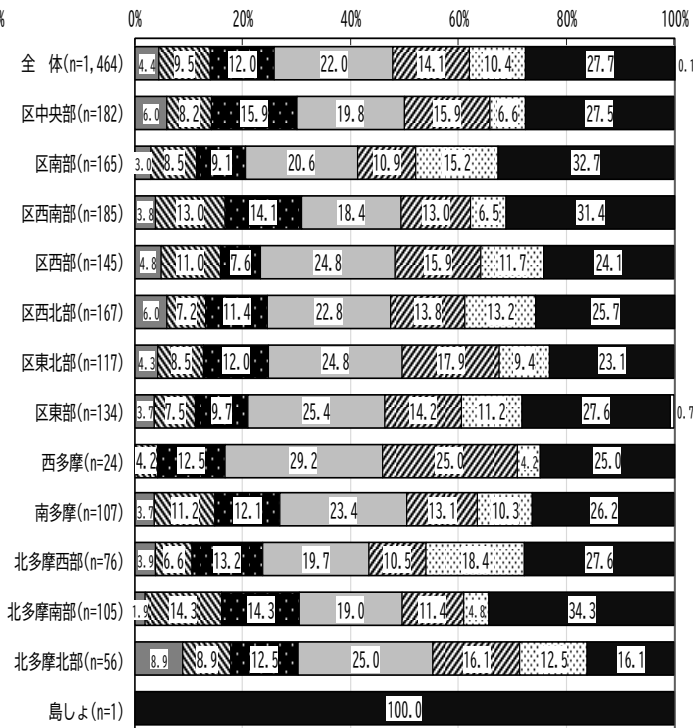 %
0% 20% 40% 60% 80% 100%
全　体(n=1,464) 4.4 9.5 12.0 22.0 14.1 10.4 27.7 0.1
区中央部(n=182) 6.0 8.2 15.9 19.8 15.9 6.6 27.5
区南部(n=165) 3.0 8.5 9.1 20.6 10.9 15.2 32.7
区西南部(n=185) 3.8 13.0 14.1 18.4 13.0 6.5 31.4
区西部(n=145) 4.8 11.0 7.6 24.8 15.9 11.7 24.1
区西北部(n=167) 6.0 7.2 11.4 22.8 13.8 13.2 25.7
区東北部(n=117) 4.3 8.5 12.0 24.8 17.9 9.4 23.1
区東部(n=134) 3.7 7.5 9.7 25.4 14.2 11.2 27.6 0.7
西多摩(n=24) 4.2 12.5 29.2 25.0 4.2 25.0
南多摩(n=107) 3.7 11.2 12.1 23.4 13.1 10.3 26.2
北多摩西部(n=76) 3.9 6.6 13.2 19.7 10.5 18.4 27.6
北多摩南部(n=105) 1.9 14.3 14.3 19.0 11.4 4.8 34.3
北多摩北部(n=56) 8.9 8.9 12.5 25.0 16.1 12.5 16.1
島しょ(n=1) 100.0